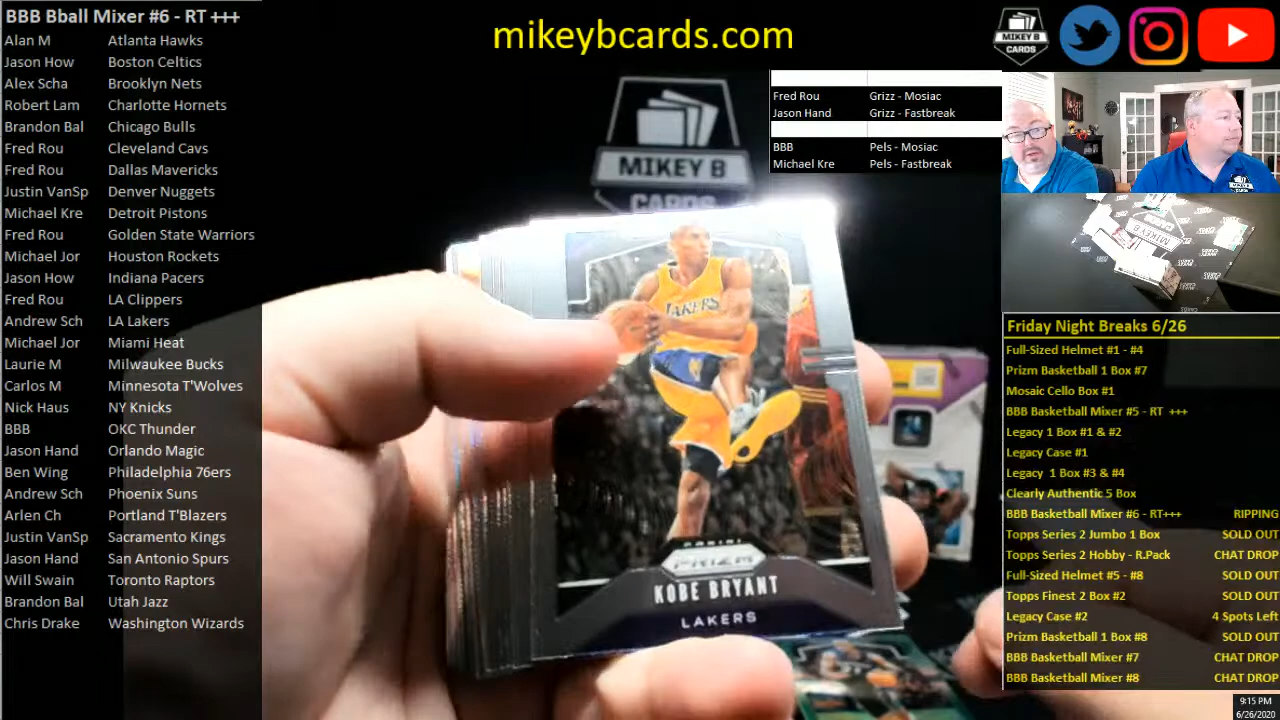 BBB Bball Mixer #6 - RT +++
Alan M Atlanta Hawks
Jason How Boston Celtics
Alex Scha Brooklyn Nets
Robert Lam Charlotte Hornets
Brandon Bal Chicago Bulls
Fred Rou Cleveland Cavs
Fred Rou Dallas Mavericks
Justin VanSp Denver Nuggets
Michael Kre Detroit Pistons
Fred Rou Golden State Warriors
Michael Jor Houston Rockets
Jason How Indiana Pacers
Fred Rou LA Clippers
Andrew Sch LA Lakers
Michael Jor Miami Heat
Laurie M Milwaukee Bucks
Carlos M Minnesota T'Wolves
Nick Haus NY Knicks
BBB OKC Thunder
Jason Hand Orlando Magic
Ben Wing Philadelphia 76ers
Andrew Sch Phoenix Suns
Arlen Ch Portland T'Blazers
Justin VanSp Sacramento Kings
Jason Hand San Antonio Spurs
Will Swain Toronto Raptors
Brandon Bal Utah Jazz
Chris Drake Washington Wizards
mikeybcards.com
MIKEY B
CARDS
Fred Rou Grizz - Mosiac
Jason Hand Grizz - Fastbreak
BBB Pels - Mosiac
Michael Kre Pels - Fastbreak
MIKEY B
CARDS
LAKERS
PANINI
PRIZM
KOBE BRYANT
LAKERS
MIKEY B
Friday Night Breaks 6/26
Full-Sized Helmet #1 - #4
Prizm Basketball 1 Box #7
Mosaic Cello Box #1
BBB Basketball Mixer #5 - RT +++
Legacy 1 Box #1 & #2
Legacy Case #1
Legacy 1 Box #3 & #4
Clearly Authentic 5 Box
BBB Basketball Mixer #6 - RT+++ RIPPING
Topps Series 2 Jumbo 1 Box SOLD OUT
Topps Series 2 Hobby - R.Pack CHAT DROP
Full-Sized Helmet #5 - #8 SOLD OUT
Topps Finest 2 Box #2 SOLD OUT
Legacy Case #2 4 Spots Left
Prizm Basketball 1 Box #8 SOLD OUT
BBB Basketball Mixer #7 CHAT DROP
BBB Basketball Mixer #8 CHAT DROP
9:15 PM
6/26/2020